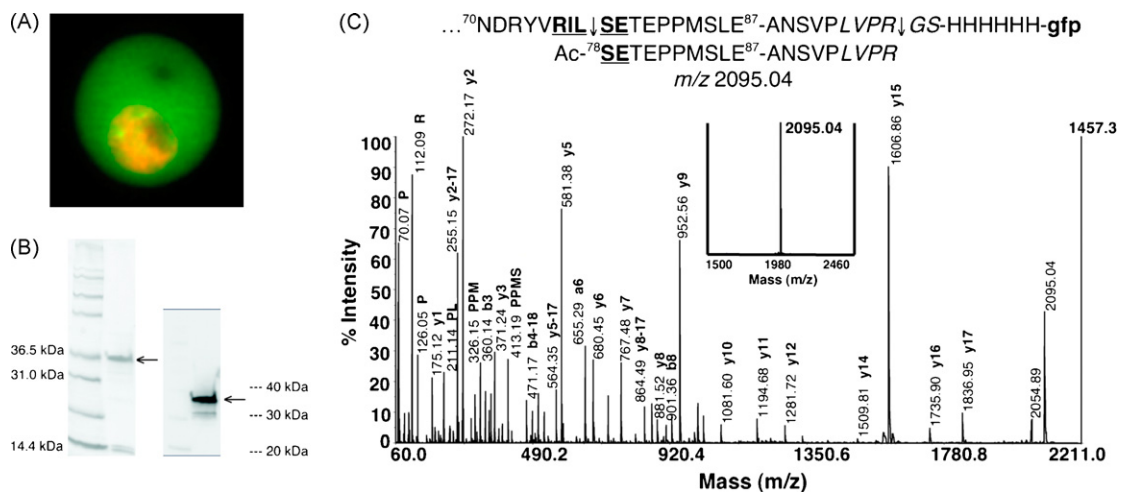 (A)
(B)
36.5 kDa
31.0 kDa
14.4 kDa
--- 40 kDa
--- 30 kDa
--- 20 kDa
(C)
...⁷⁰NDRYVRIL↓SETEPPMSLE⁸⁷-ANSVPLVPR↓GS-HHHHHH-gfp
Ac-⁷⁸SETEPPMSLE⁸⁷-ANSVPLVPR
m/z 2095.04
% Intensity
100
90
80
70
60
50
40
30
20
10
0
70.07 P
112.09 R
126.05 P
175.12 y1
211.14 PL
255.15 y2-17
272.17 y2
326.15 PPM
360.14 b3
371.24 y3
413.19 PPMS
471.17 b4-18
564.35 y5-17
581.38 y5
655.29 a6
680.45 y6
767.48 y7
864.49 y8-17
881.52 y8
901.36 b8
952.56 y9
1081.60 y10
1194.68 y11
1281.72 y12
1509.81 y14
1606.86 y15
1735.90 y16
1836.95 y17
2054.89
2095.04
1457.3
2095.04
1500 1980 2460
Mass (m/z)
60.0 490.2 920.4 1350.6 1780.8 2211.0
Mass (m/z)